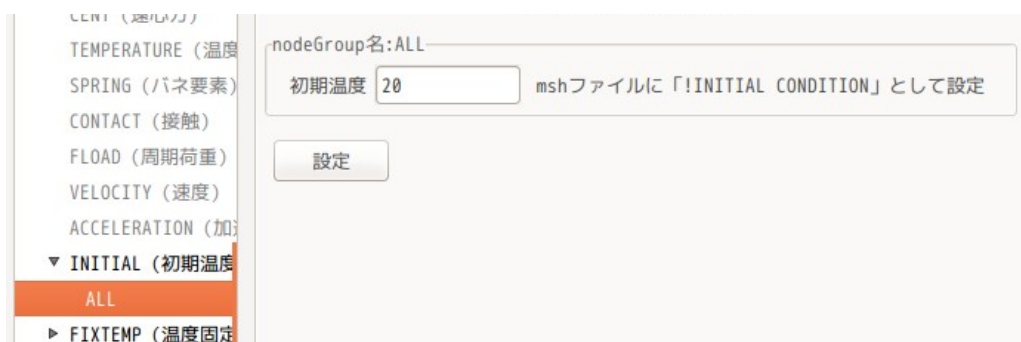 TEMPERATURE (温度
SPRING (バネ要素)
CONTACT (接触)
FLOAD (周期荷重)
VELOCITY (速度)
ACCELERATION (加
▼ INITIAL (初期温度
ALL
▶ FIXTEMP (温度固定
nodeGroup名:ALL
初期温度 20 mshファイルに「!INITIAL CONDITION」として設定
設定